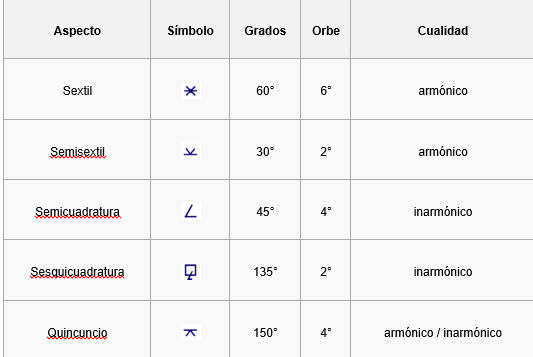 Aspecto Símbolo Grados Orbe Cualidad
Sextil 60° 6° armónico
Semisextil 30° 2° armónico
Semicuadratura 45° 4° inarmónico
Sesquicuadratura 135° 2° inarmónico
Quincuncio 150° 4° armónico / inarmónico